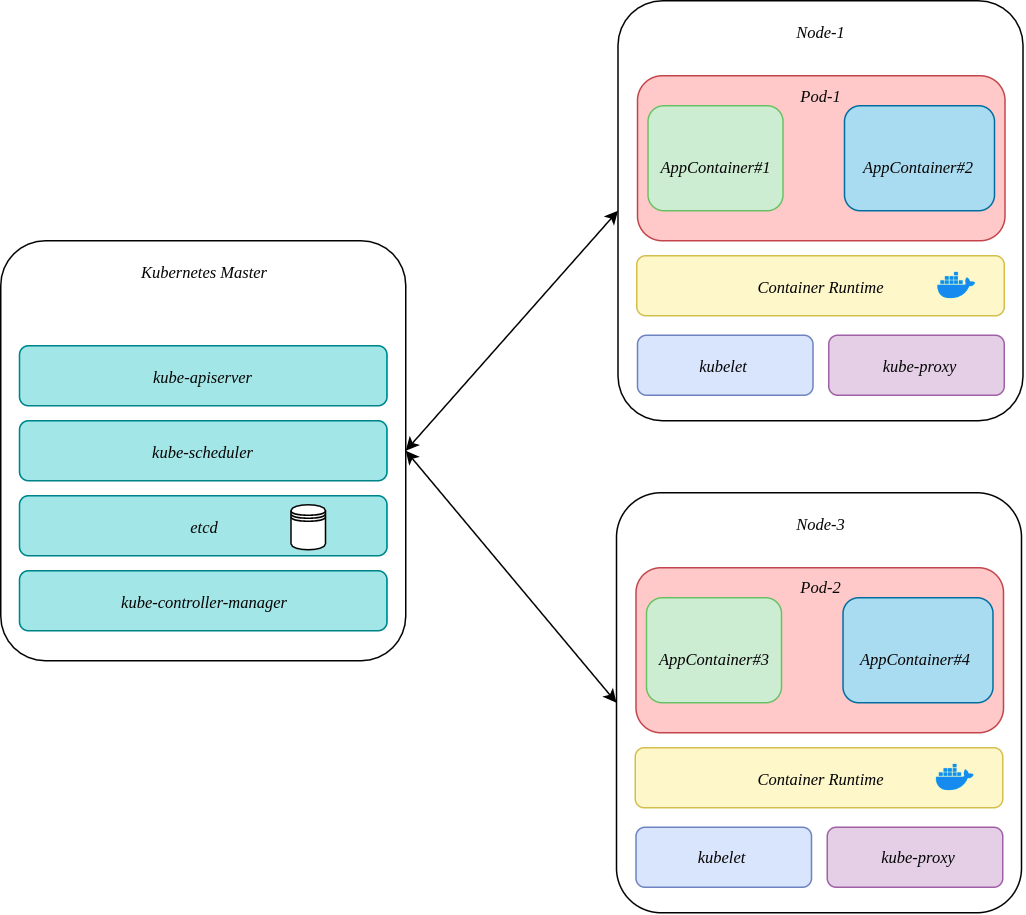 Kubernetes Master
kube-apiserver
kube-scheduler
etcd
kube-controller-manager
Node-1
Pod-1
AppContainer#1
AppContainer#2
Container Runtime
kubelet
kube-proxy
Node-3
Pod-2
AppContainer#3
AppContainer#4
Container Runtime
kubelet
kube-proxy